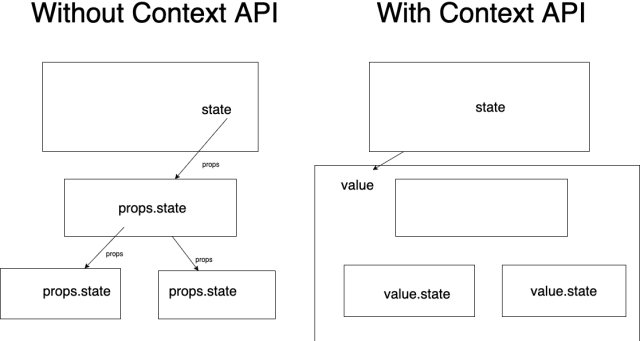 Without Context API
state
props
props.state
props
props
props.state
props.state
With Context API
state
value
value.state
value.state